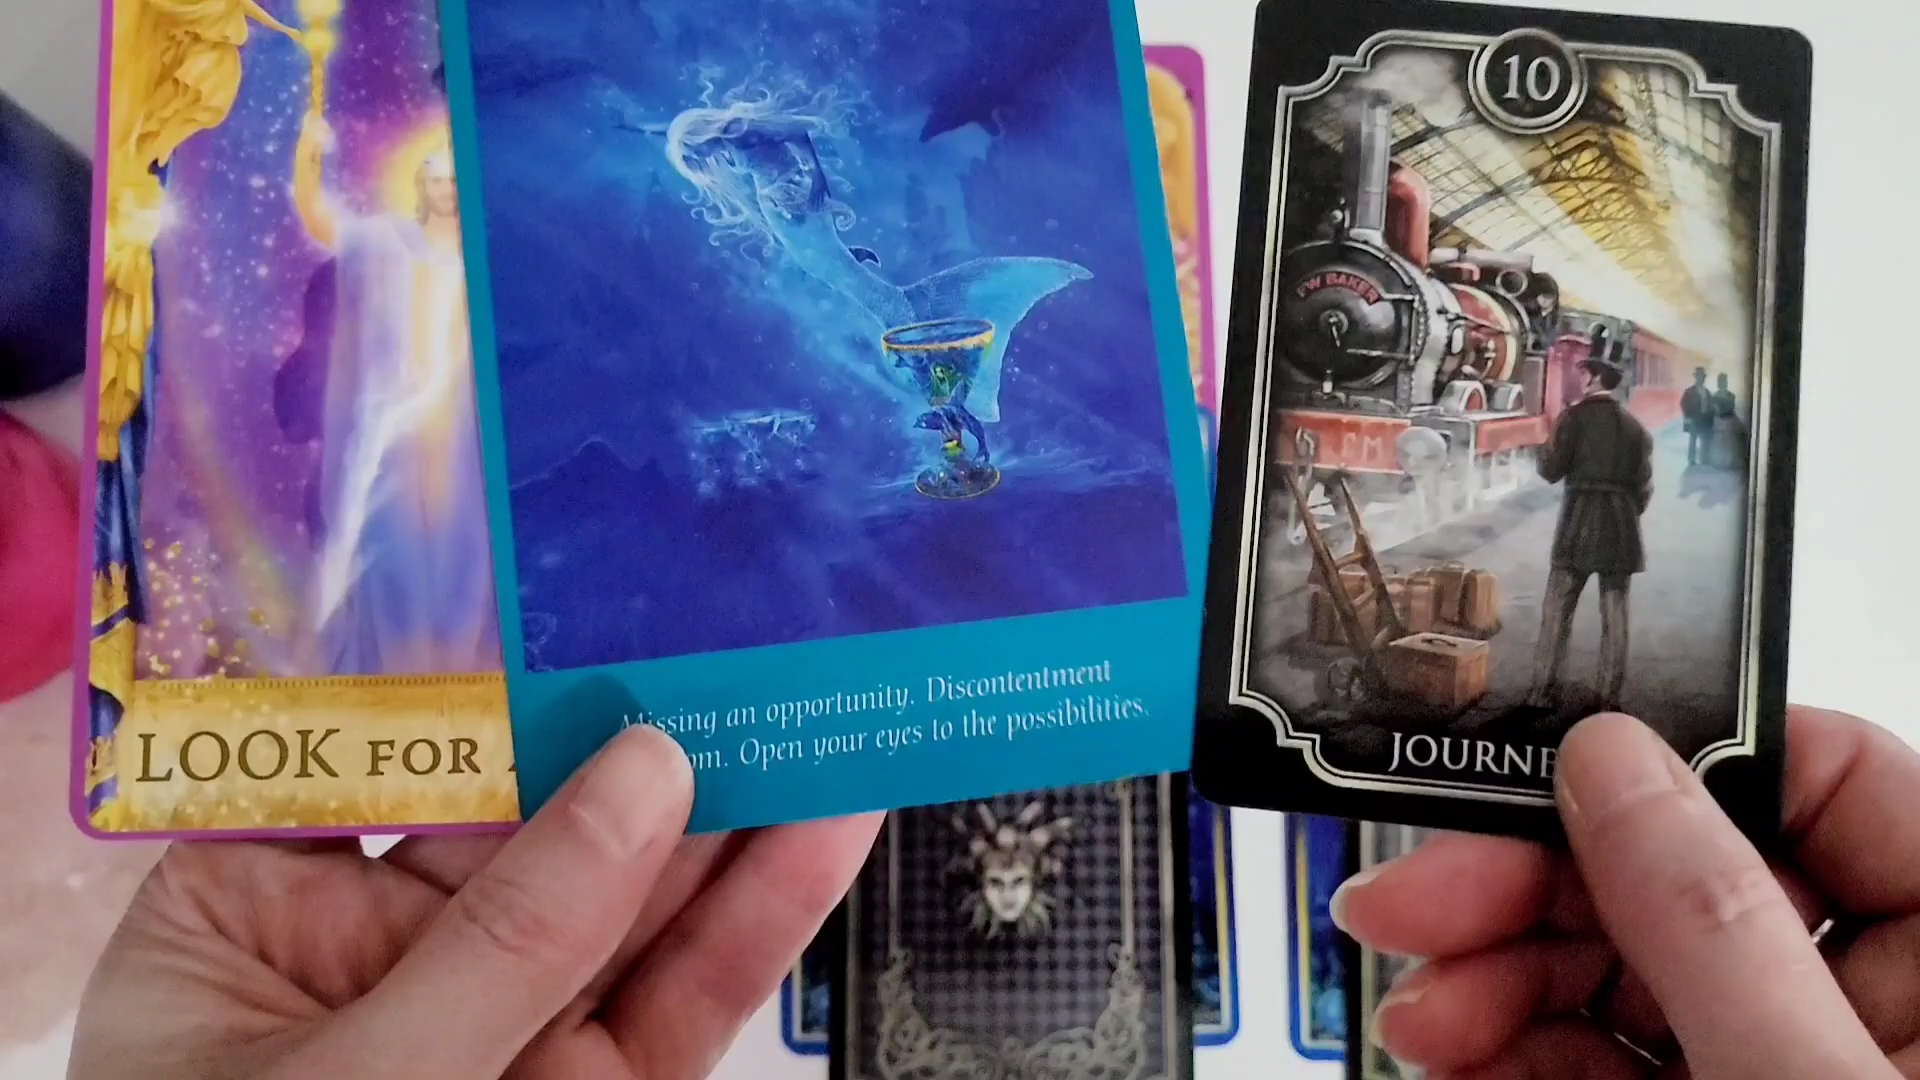 LOOK FOR
Missing an opportunity. Discontentment
Open your eyes to the possibilities.
10
FW BAKER
JOURNE